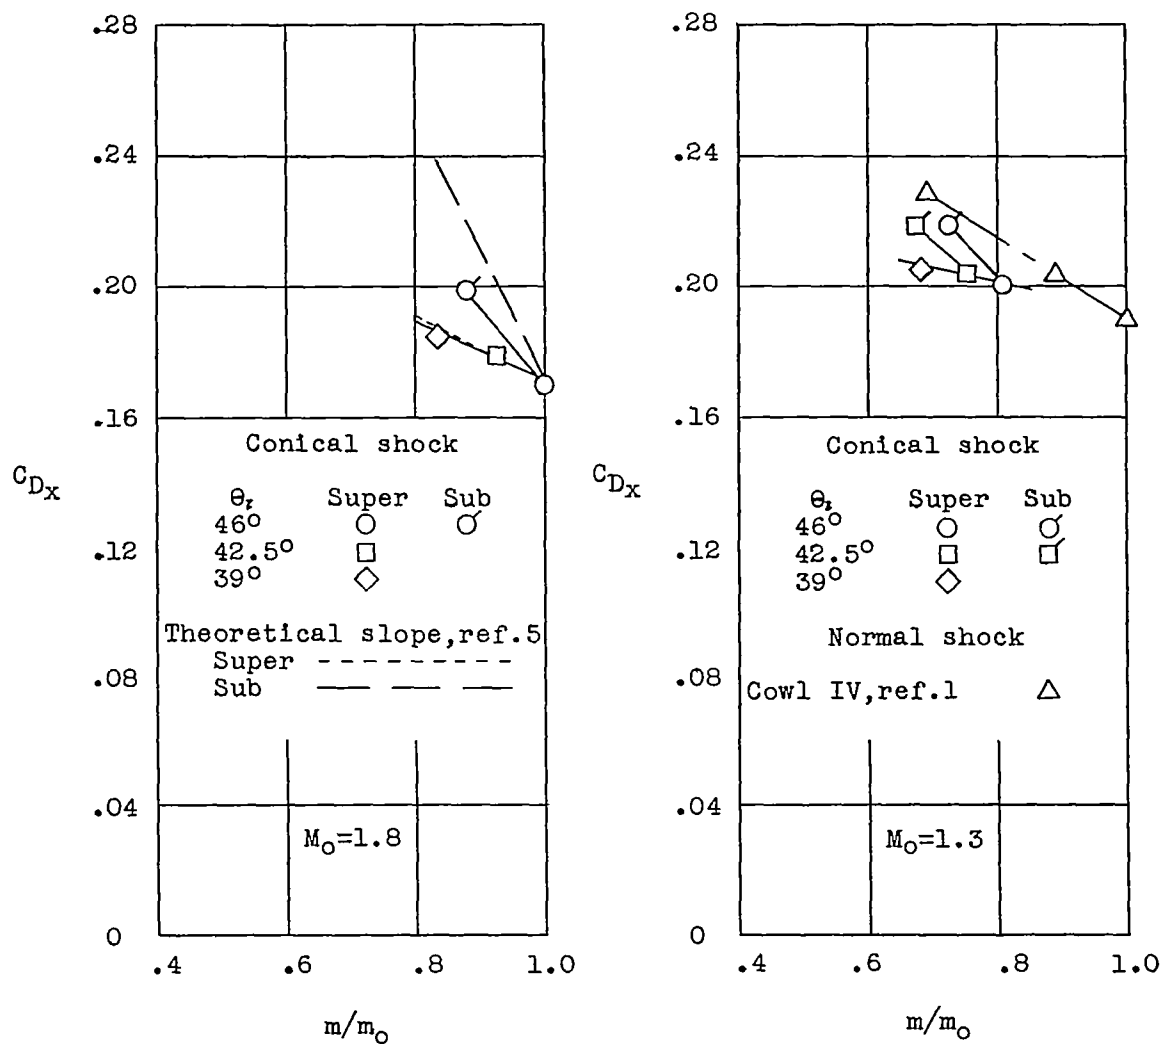 .28
.24
.20
.16
C_Dx
.12
.08
.04
0
Conical shock
θ_l Super Sub
46°
42.5°
39°
Theoretical slope, ref.5
Super
Sub
M_o=1.8
.4 .6 .8 1.0
m/m_o
.28
.24
.20
.16
C_Dx
.12
.08
.04
0
Conical shock
θ_l Super Sub
46°
42.5°
39°
Normal shock
Cowl IV, ref.1
M_o=1.3
.4 .6 .8 1.0
m/m_o